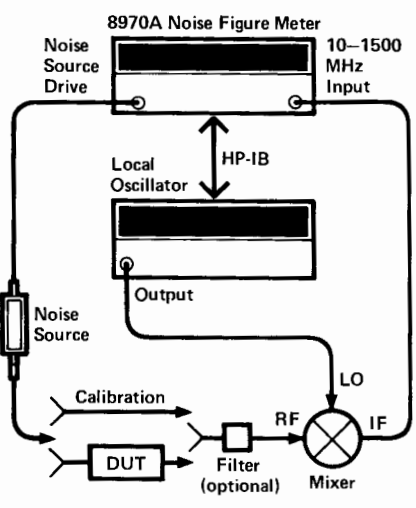 8970A Noise Figure Meter
Noise
Source
Drive
10–1500
MHz
Input
HP-IB
Local
Oscillator
Output
Noise
Source
LO
Calibration
RF
IF
DUT
Filter
(optional)
Mixer